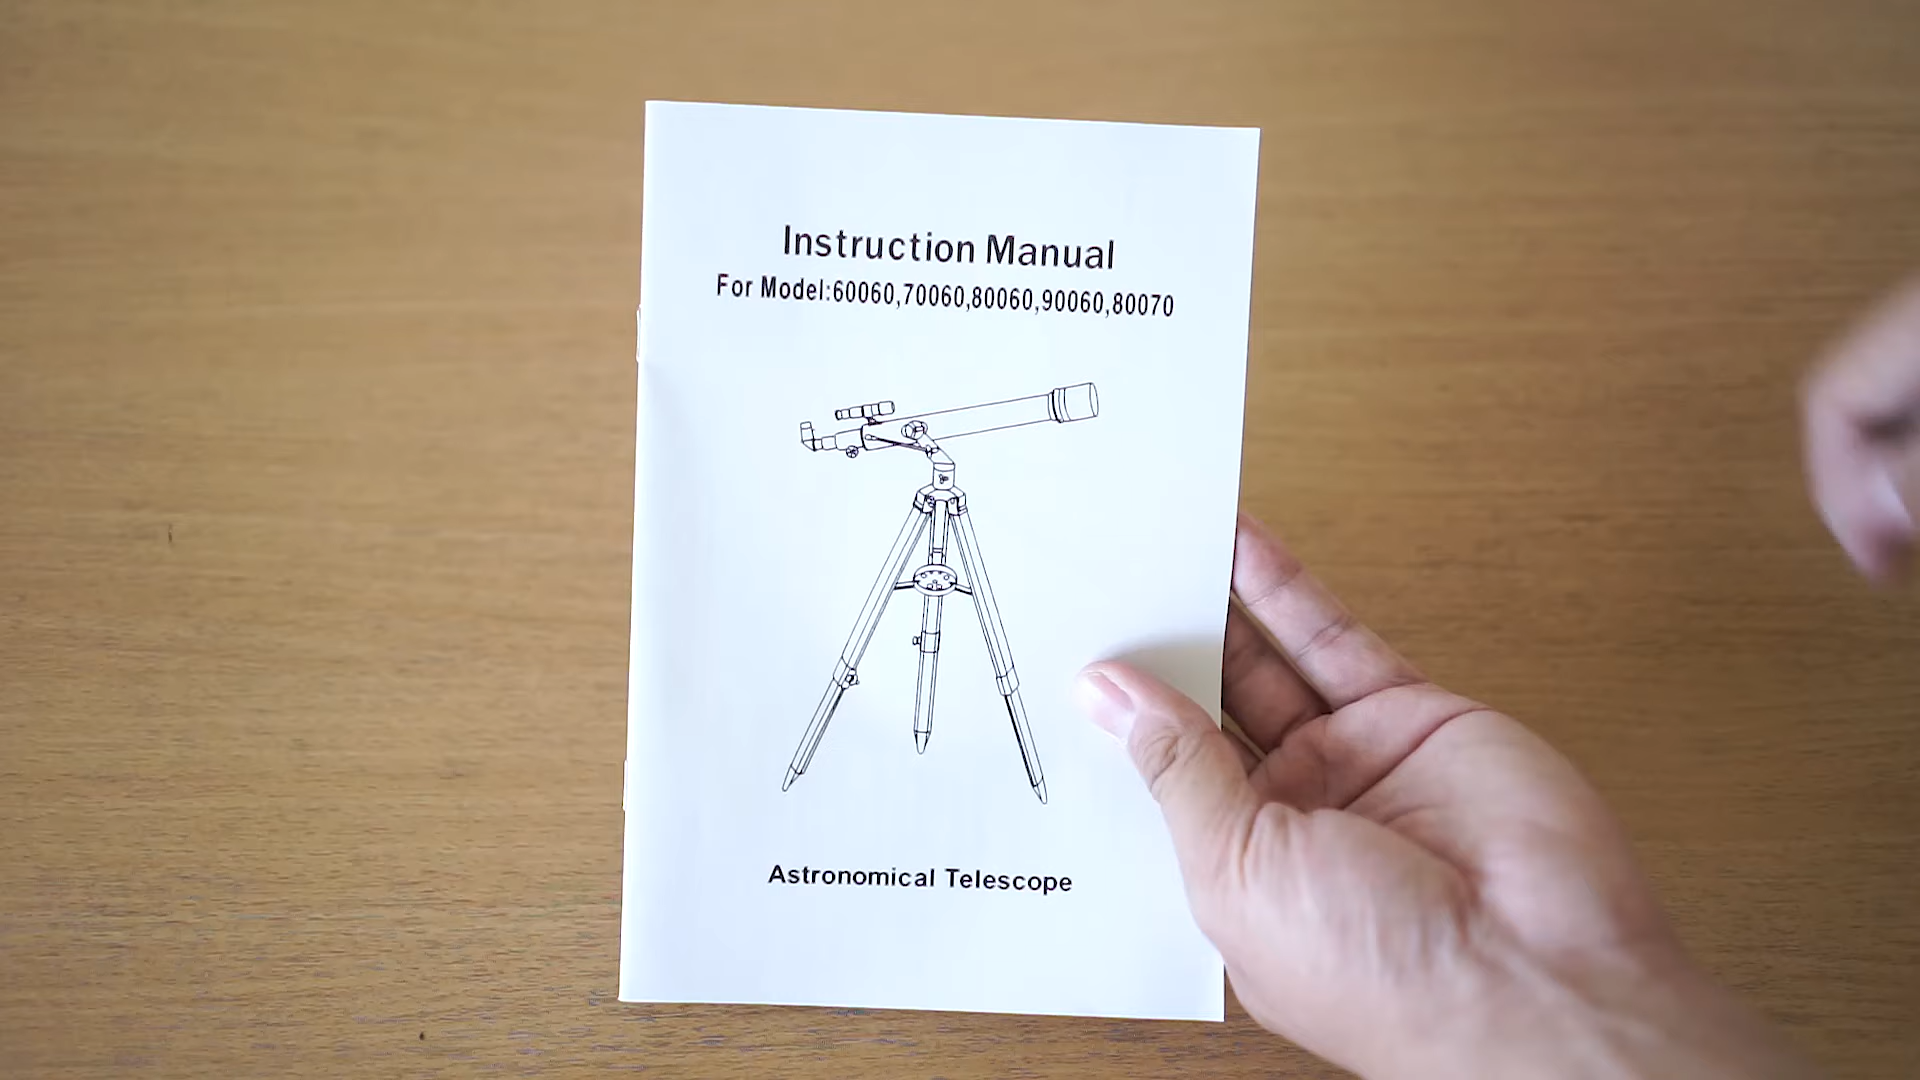 Instruction Manual
For Model:60060,70060,80060,90060,80070
Astronomical Telescope